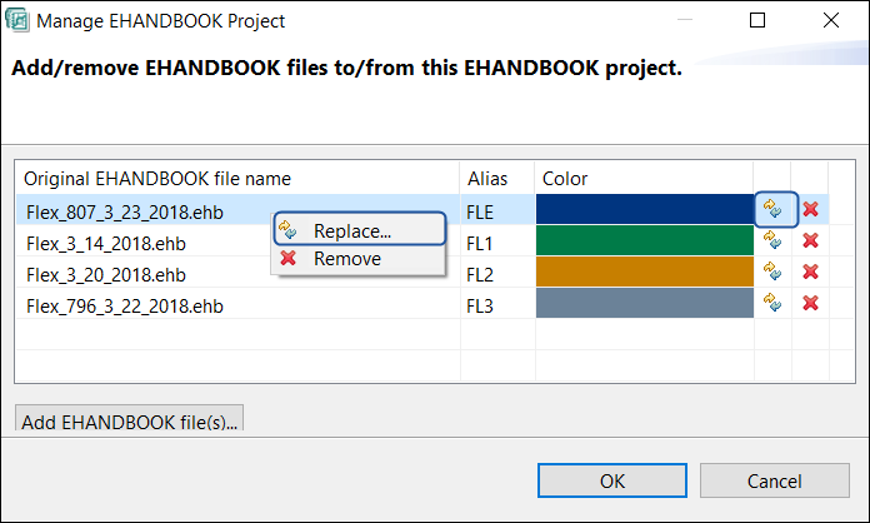 Manage EHANDBOOK Project
Add/remove EHANDBOOK files to/from this EHANDBOOK project.
Original EHANDBOOK file name Alias Color
Flex_807_3_23_2018.ehb FLE
Replace...
Flex_3_14_2018.ehb FL1
Remove
Flex_3_20_2018.ehb FL2
Flex_796_3_22_2018.ehb FL3
Add EHANDBOOK file(s)...
OK Cancel